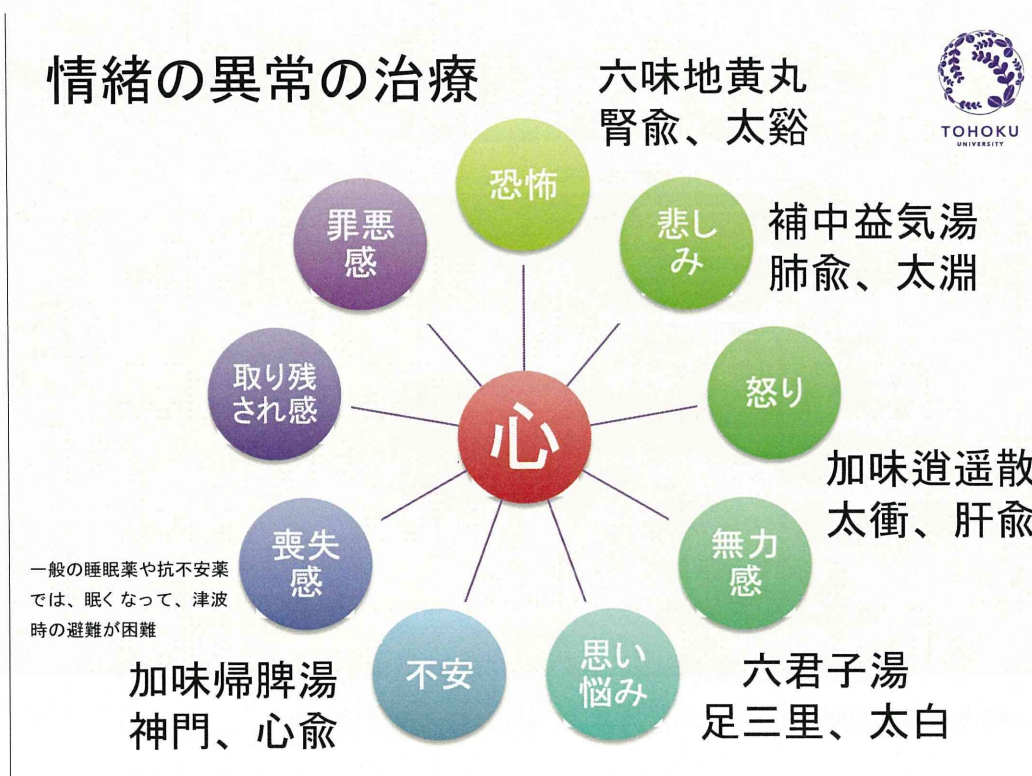 情緒の異常の治療
TOHOKU
UNIVERSITY
六味地黄丸
腎兪、太谿
恐怖
悲し
み
補中益気湯
肺兪、太淵
怒り
加味逍遥散
太衝、肝兪
無力
感
思い
悩み
六君子湯
足三里、太白
不安
加味帰脾湯
神門、心兪
喪失
感
一般の睡眠薬や抗不安薬
では、眠くなって、津波
時の避難が困難
取り残
され感
罪悪
感
心